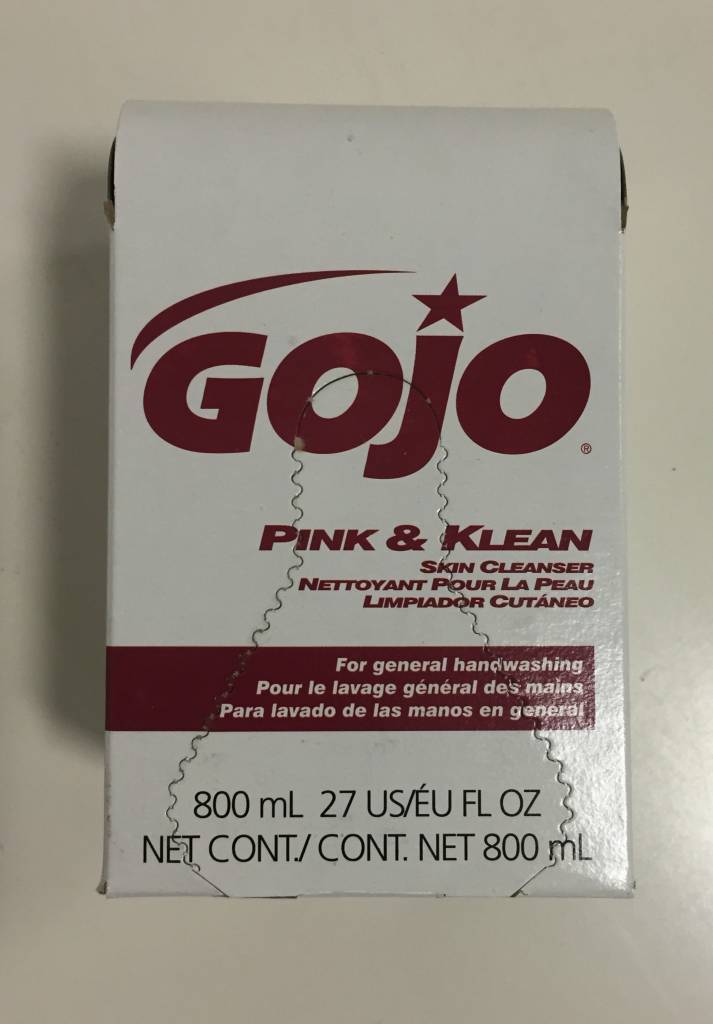 GOJO®
PINK & KLEAN
SKIN CLEANSER
NETTOYANT POUR LA PEAU
LIMPIADOR CUTÁNEO
For general handwashing
Pour le lavage général des mains
Para lavado de las manos en general
800 mL 27 US/ÉU FL OZ
NET CONT./ CONT. NET 800 mL